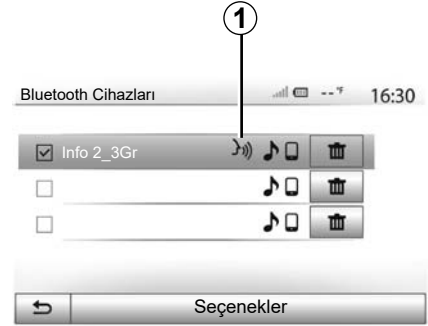 1
Bluetooth Cihazları --°F 16:30
Info 2_3Gr
Seçenekler